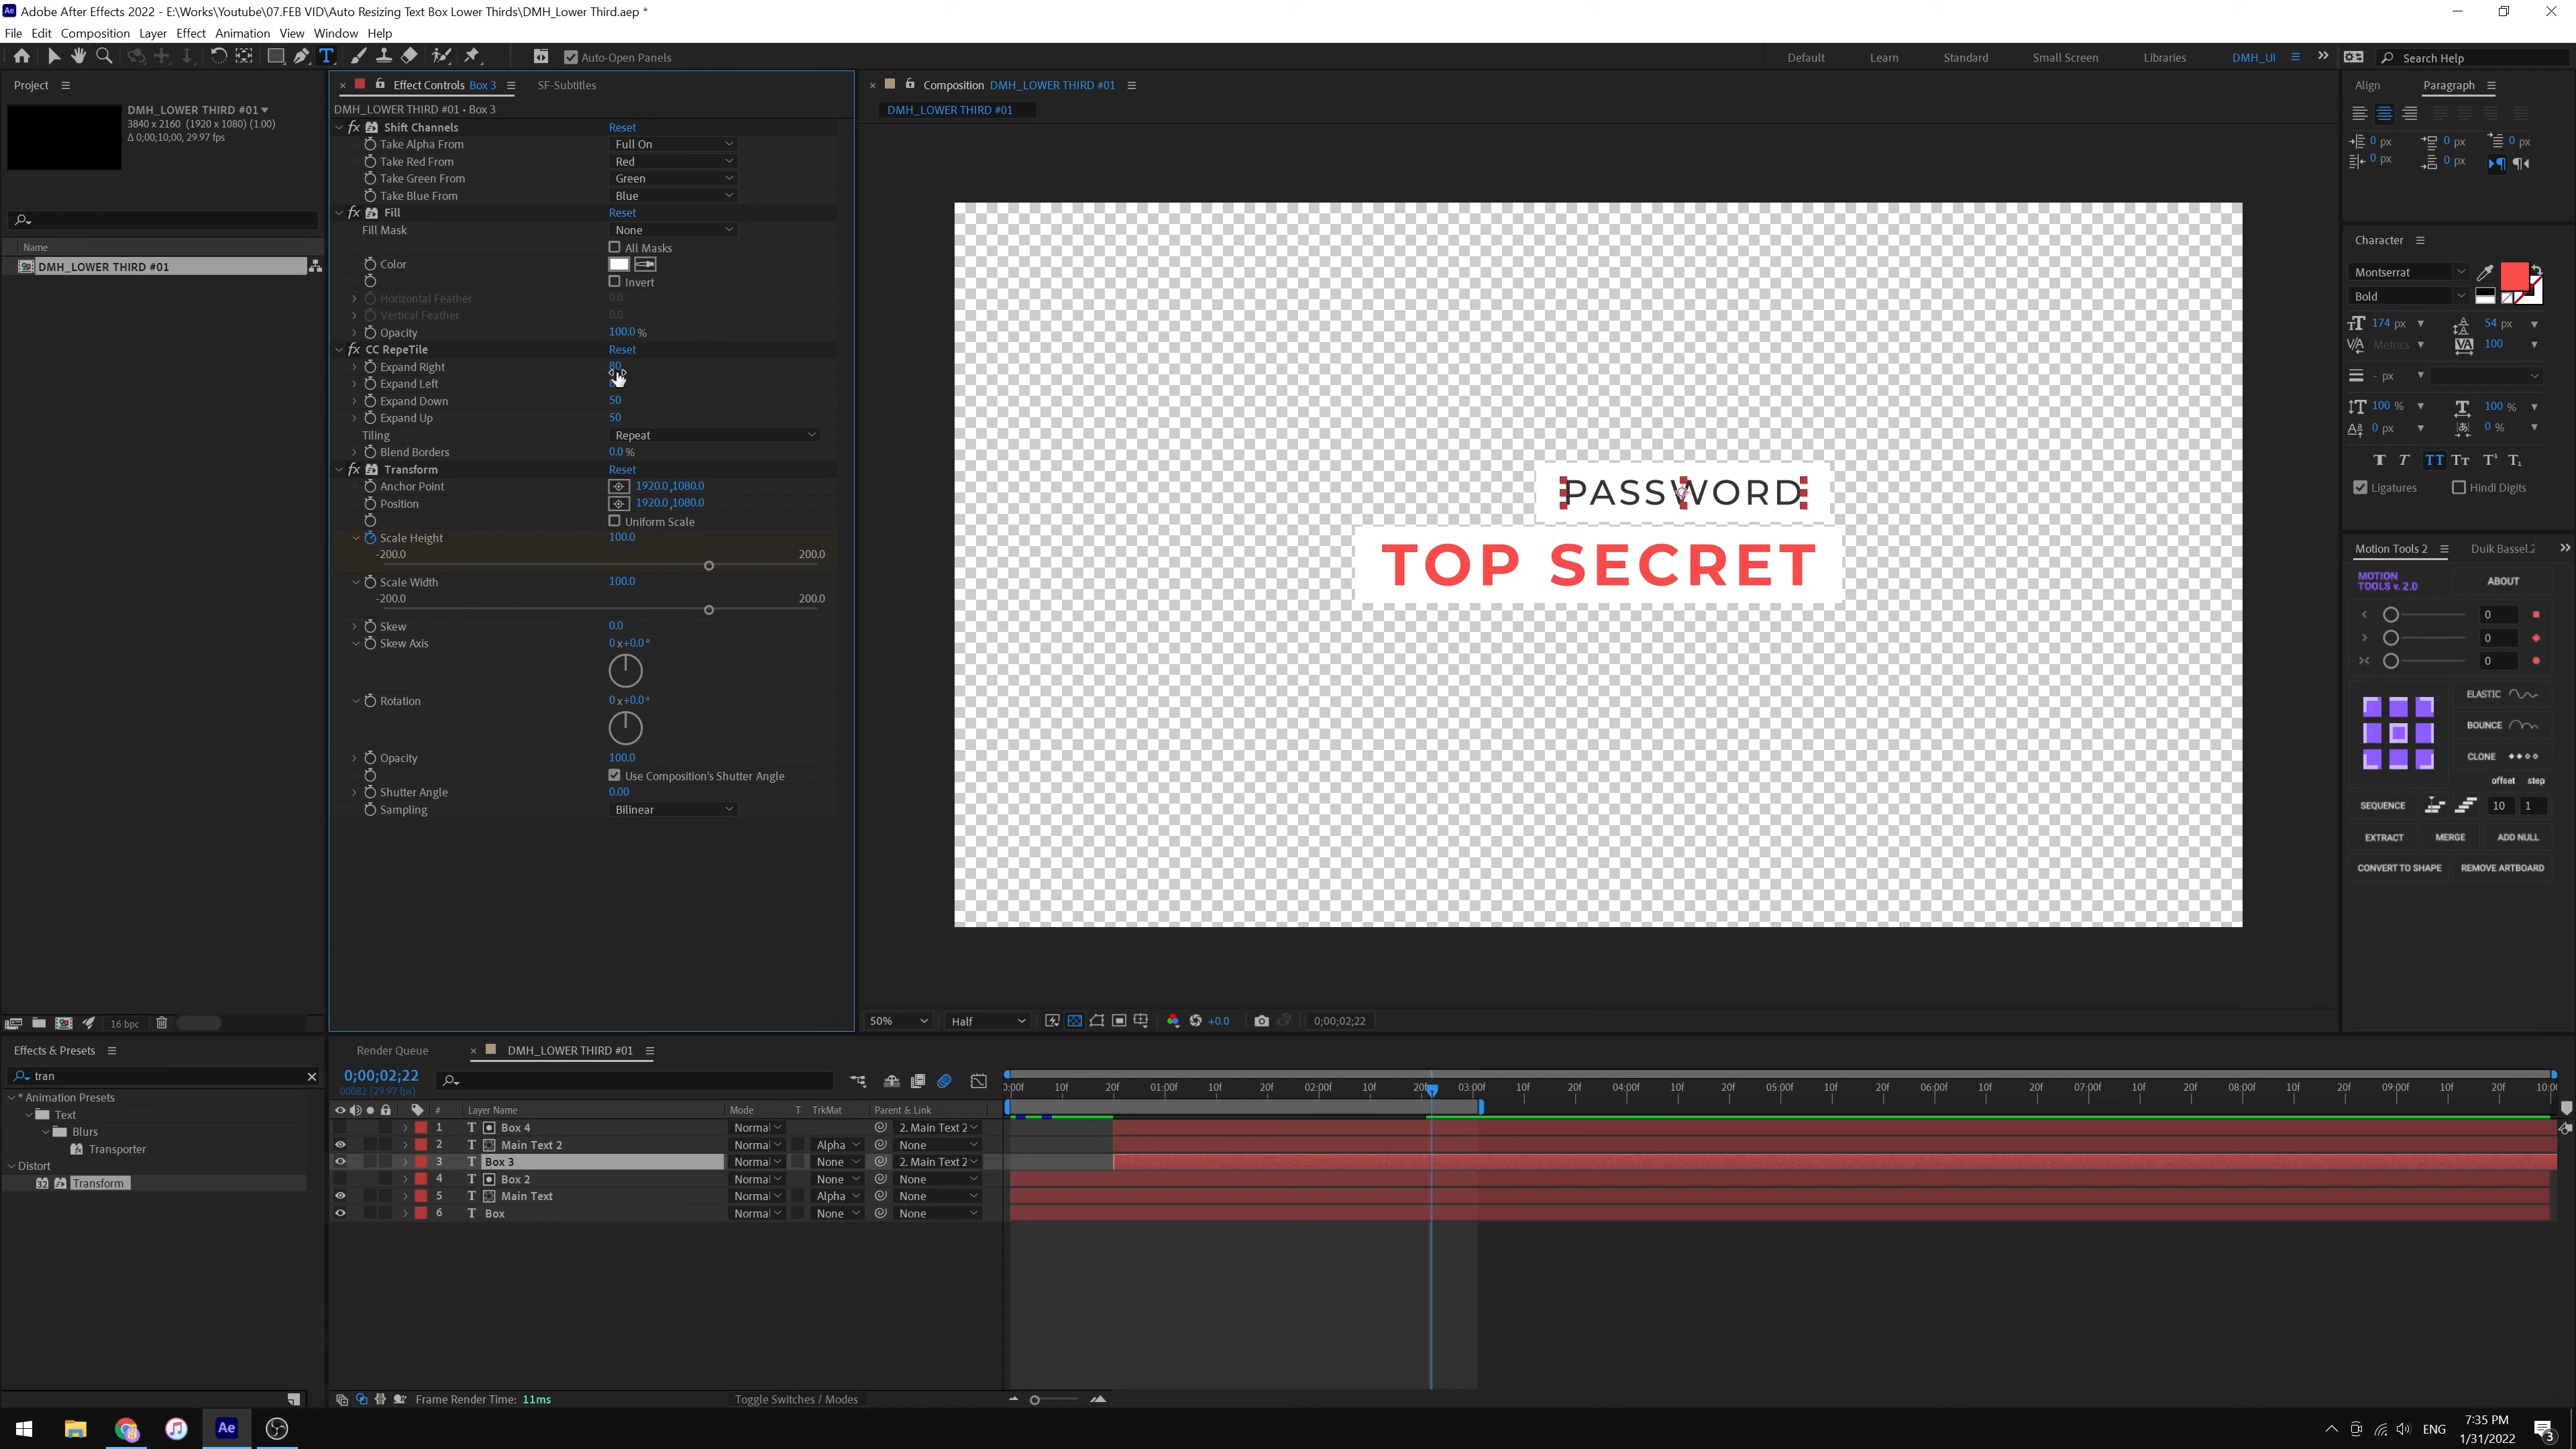 Adobe After Effects 2022 - E:\Works\Youtube\07.FEB VID\Auto Resizing Text Box Lower Thirds\DMH_Lower Third.aep *
File Edit Composition Layer Effect Animation View Window Help
Auto-Open Panels Default Learn Standard Small Screen Libraries DMH_UI Search Help
Project
DMH_LOWER THIRD #01
3840 x 2160 (1920 x 1080) (1.00)
Δ 0;00;10;00, 29.97 fps
Name
DMH_LOWER THIRD #01
16 bpc
Effect Controls Box 3 SF-Subtitles
DMH_LOWER THIRD #01 • Box 3
Shift Channels Reset
Take Alpha From Full On
Take Red From Red
Take Green From Green
Take Blue From Blue
Fill Reset
Fill Mask None
All Masks
Color
Invert
Horizontal Feather 0.0
Vertical Feather 0.0
Opacity 100.0 %
CC RepeTile Reset
Expand Right 80
Expand Left
Expand Down 50
Expand Up 50
Tiling Repeat
Blend Borders 0.0 %
Transform Reset
Anchor Point 1920.0 ,1080.0
Position 1920.0 ,1080.0
Uniform Scale
Scale Height 100.0
-200.0 200.0
Scale Width 100.0
-200.0 200.0
Skew 0.0
Skew Axis 0 x+0.0 °
Rotation 0 x+0.0 °
Opacity 100.0
Use Composition's Shutter Angle
Shutter Angle 0.00
Sampling Bilinear
Composition DMH_LOWER THIRD #01
DMH_LOWER THIRD #01
PASSWORD
TOP SECRET
50% Half +0.0 0;00;02;22
Align Paragraph
0 px 0 px 0 px
0 px 0 px
Character
Montserrat
Bold
174 px 54 px
Metrics 100
- px
100 % 100 %
0 px 0 %
Ligatures Hindi Digits
Motion Tools 2 Duik Bassel.2
MOTION TOOLS v. 2.0 ABOUT
0
0
0
ELASTIC
BOUNCE
CLONE
offset step
SEQUENCE 10 1
EXTRACT MERGE ADD NULL
CONVERT TO SHAPE REMOVE ARTBOARD
Effects & Presets
tran
* Animation Presets
Text
Blurs
Transporter
Distort
32 Transform
Render Queue DMH_LOWER THIRD #01
0;00;02;22
00082 (29.97 fps)
0:00f 10f 20f 01:00f 10f 20f 02:00f 10f 20f 03:00f 10f 20f 04:00f 10f 20f 05:00f 10f 20f 06:00f 10f 20f 07:00f 10f 20f 08:00f 10f 20f 09:00f 10f 20f
# Layer Name Mode T TrkMat Parent & Link
1 T Box 4 Normal 2. Main Text 2
2 T Main Text 2 Normal Alpha None
3 T Box 3 Normal None 2. Main Text 2
4 T Box 2 Normal None None
5 T Main Text Normal Alpha None
6 T Box Normal None None
Frame Render Time: 11ms Toggle Switches / Modes
Ae ENG 7:35 PM
1/31/2022 3